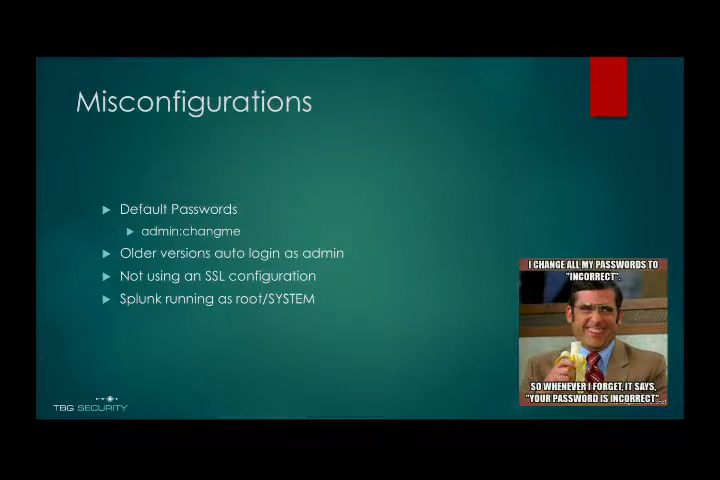 Misconfigurations
Default Passwords
admin:changme
Older versions auto login as admin
Not using an SSL configuration
Splunk running as root/SYSTEM
I CHANGE ALL MY PASSWORDS TO
"INCORRECT".
SO WHENEVER I FORGET, IT SAYS,
"YOUR PASSWORD IS INCORRECT".
TBG SECURITY